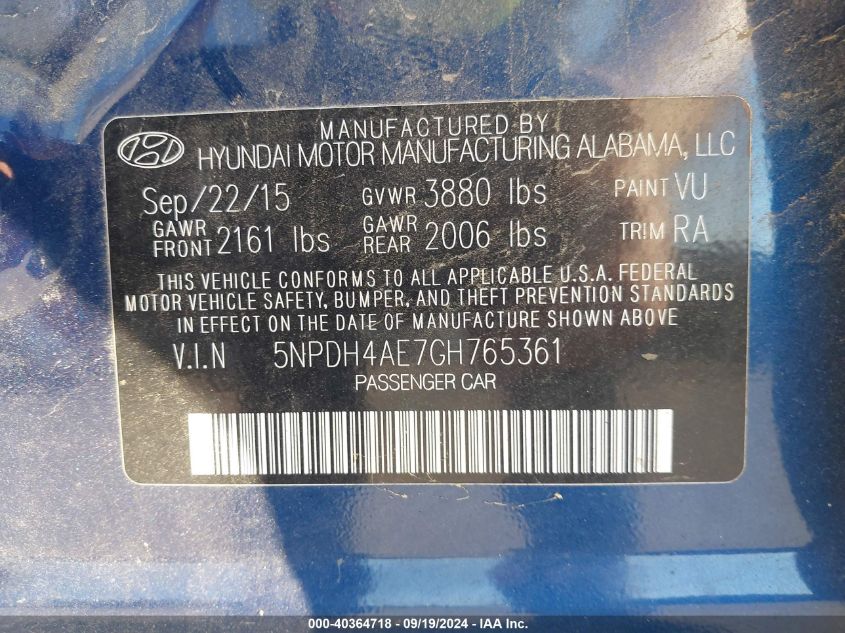 MANUFACTURED BY
HYUNDAI MOTOR MANUFACTURING ALABAMA, LLC
Sep/22/15 GVWR 3880 lbs PAINT VU
GAWR FRONT 2161 lbs GAWR REAR 2006 lbs TRIM RA
THIS VEHICLE CONFORMS TO ALL APPLICABLE U.S.A. FEDERAL
MOTOR VEHICLE SAFETY, BUMPER, AND THEFT PREVENTION STANDARDS
IN EFFECT ON THE DATE OF MANUFACTURE SHOWN ABOVE
V.I.N 5NPDH4AE7GH765361
PASSENGER CAR
000-40364718 - 09/19/2024 - IAA Inc.